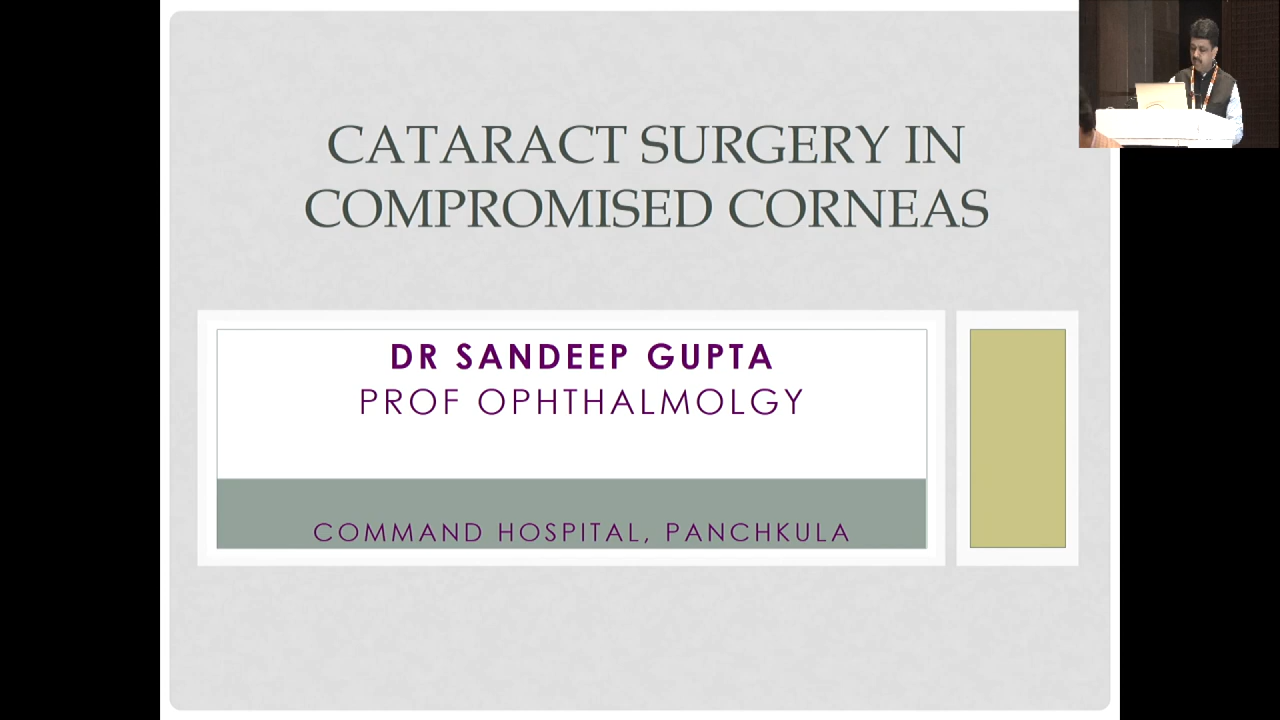 CATARACT SURGERY IN
COMPROMISED CORNEAS
DR SANDEEP GUPTA
PROF OPHTHALMOLGY
COMMAND HOSPITAL, PANCHKULA